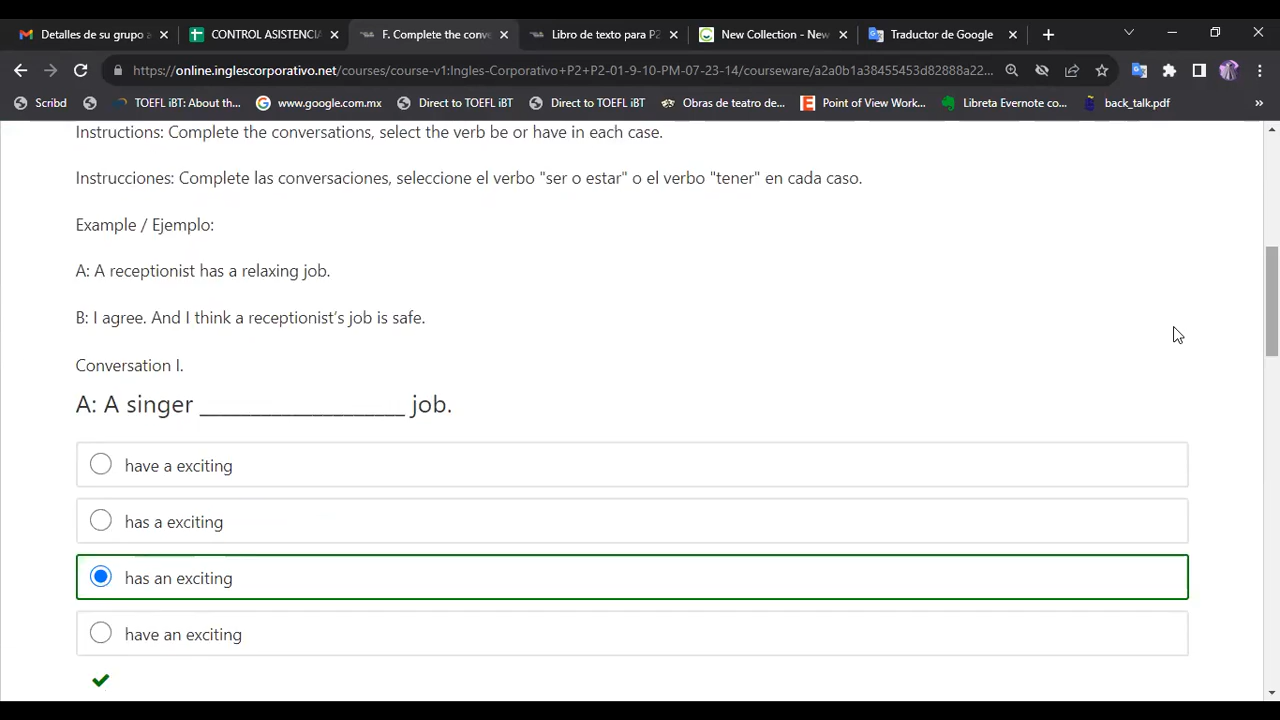 Detalles de su grupo a
CONTROL ASISTENCIA
F. Complete the conve
Libro de texto para P2
New Collection - New
Traductor de Google
https://online.inglescorporativo.net/courses/course-v1:Ingles-Corporativo+P2+P2-01-9-10-PM-07-23-14/courseware/a2a0b1a38455453d82888a22...
Scribd
TOEFL iBT: About th...
www.google.com.mx
Direct to TOEFL iBT
Direct to TOEFL iBT
Obras de teatro de...
Point of View Work...
Libreta Evernote co...
back_talk.pdf
»
Instructions: Complete the conversations, select the verb be or have in each case.
Instrucciones: Complete las conversaciones, seleccione el verbo "ser o estar" o el verbo "tener" en cada caso.
Example / Ejemplo:
A: A receptionist has a relaxing job.
B: I agree. And I think a receptionist’s job is safe.
Conversation I.
A: A singer ____________________ job.
have a exciting
has a exciting
has an exciting
have an exciting